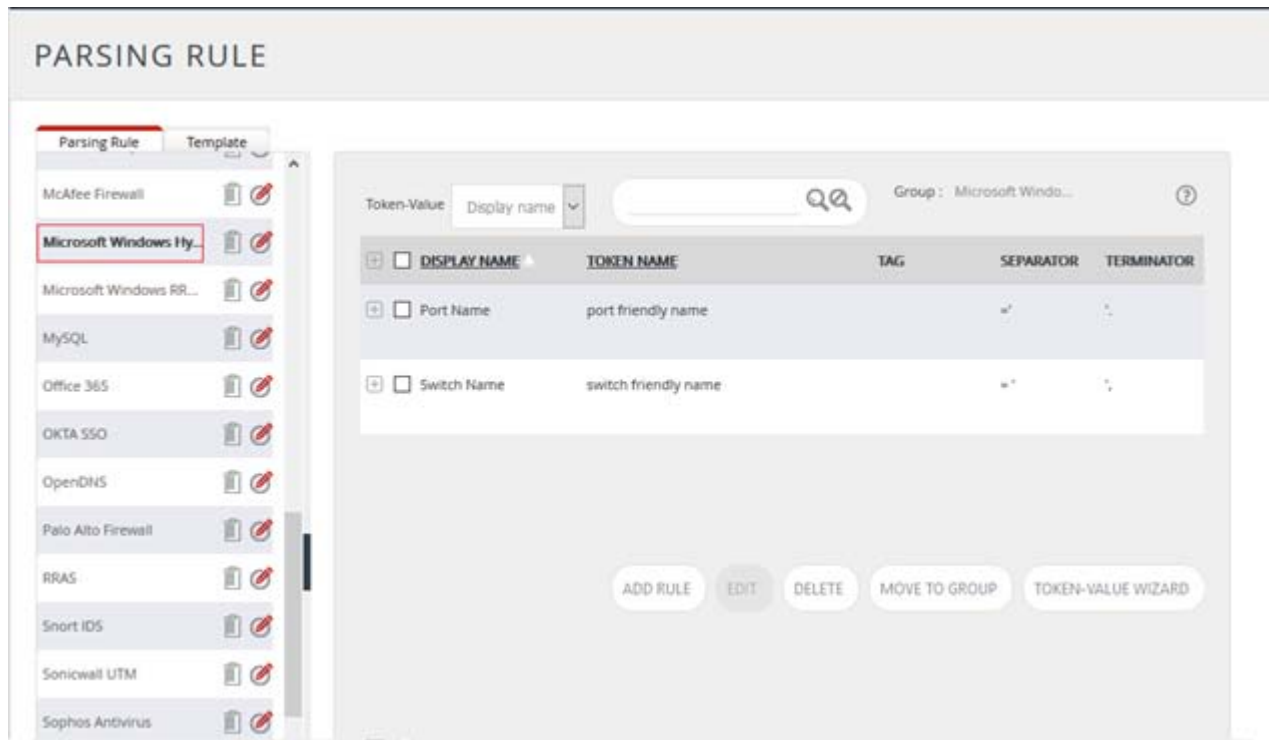 PARSING RULE
Parsing Rule Template
McAfee Firewall
Microsoft Windows Hy...
Microsoft Windows RR...
MySQL
Office 365
OKTA SSO
OpenDNS
Palo Alto Firewall
RRAS
Snort IDS
Sonicwall UTM
Sophos Antivirus
Token-Value Display name Group : Microsoft Windo...
DISPLAY NAME TOKEN NAME TAG SEPARATOR TERMINATOR
Port Name port friendly name
Switch Name switch friendly name
ADD RULE EDIT DELETE MOVE TO GROUP TOKEN-VALUE WIZARD